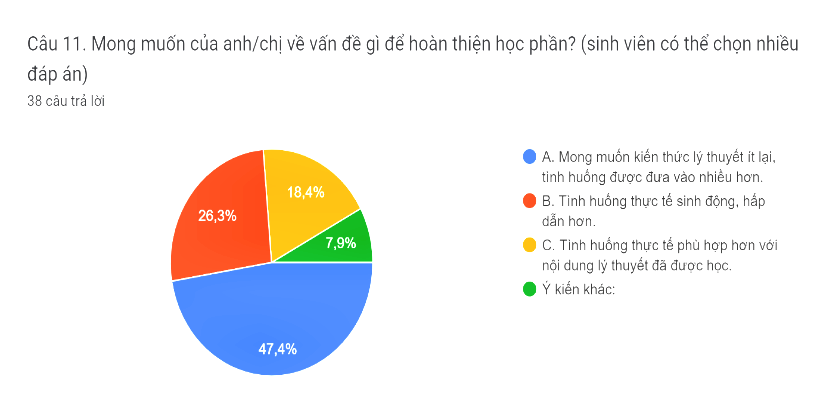 Câu 11. Mong muốn của anh/chị về vấn đề gì để hoàn thiện học phần? (sinh viên có thể chọn nhiều
đáp án)
38 câu trả lời
A. Mong muốn kiến thức lý thuyết ít lại,
tình huống được đưa vào nhiều hơn.
B. Tình huống thực tế sinh động, hấp
dẫn hơn.
C. Tình huống thực tế phù hợp hơn với
nội dung lý thuyết đã được học.
Ý kiến khác:
18,4%
26,3%
7,9%
47,4%